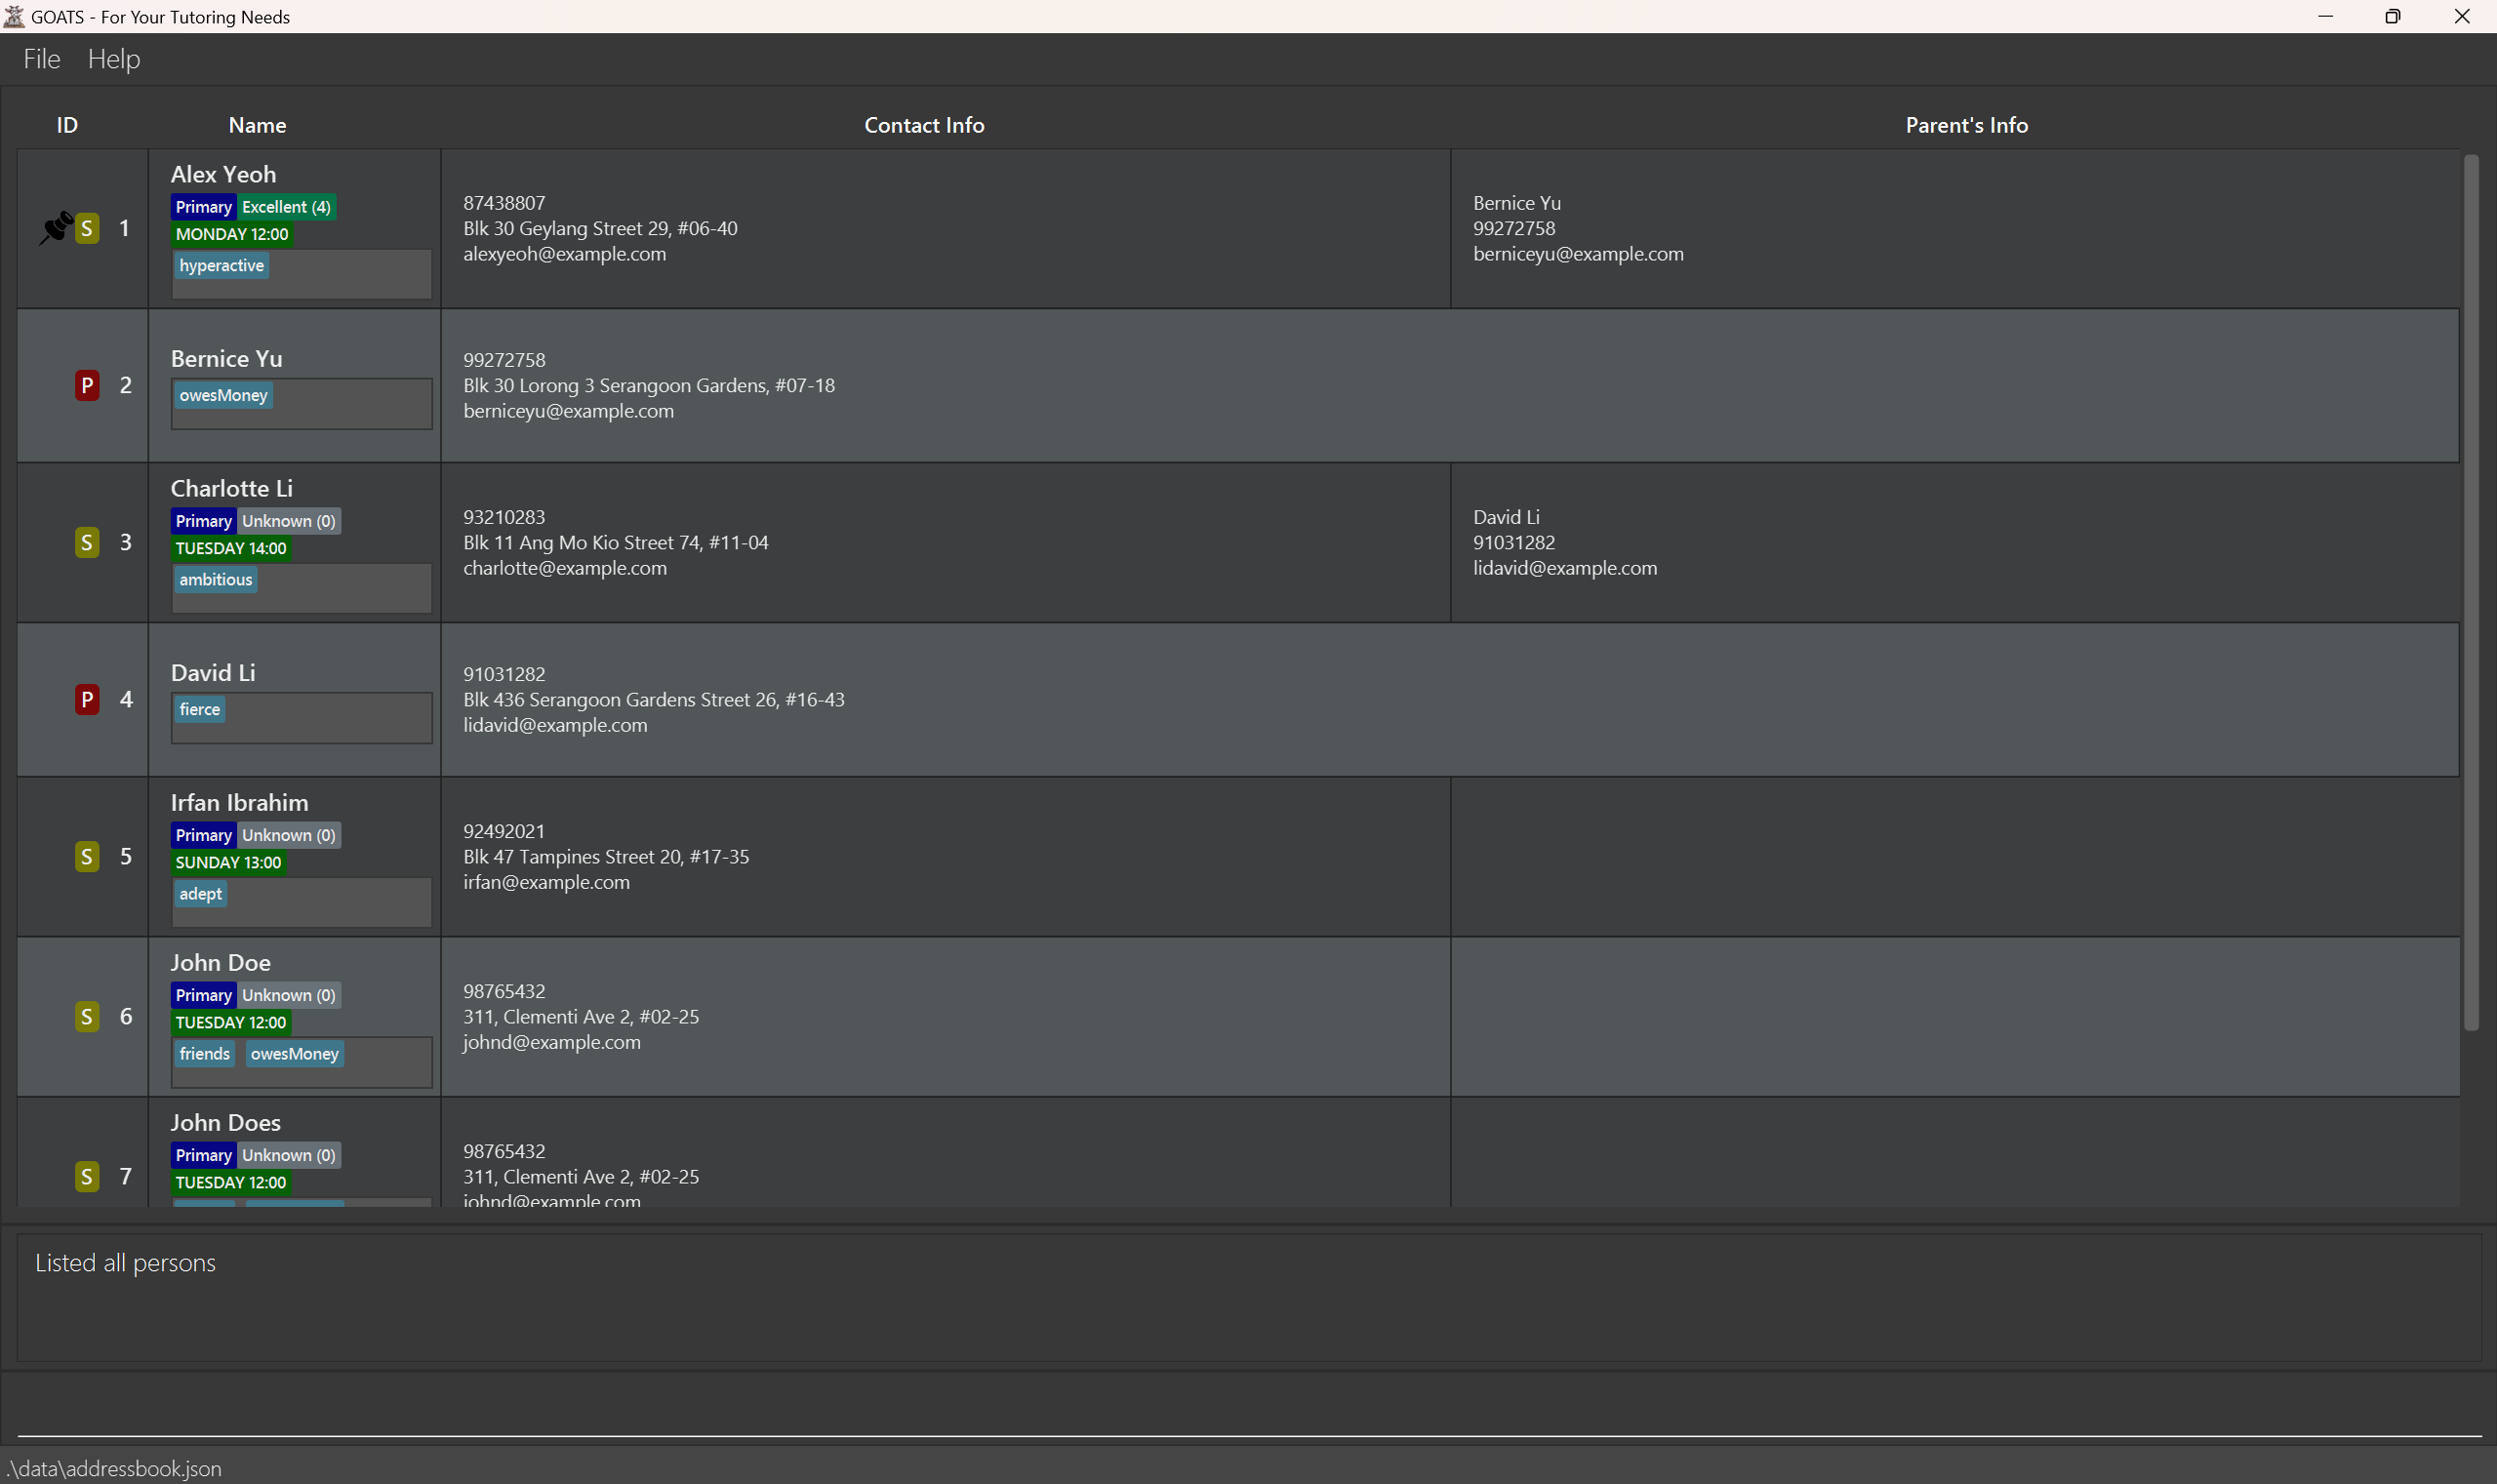 GOATS - For Your Tutoring Needs
File Help
ID Name Contact Info Parent's Info
S 1
Alex Yeoh
Primary Excellent (4)
MONDAY 12:00
hyperactive
87438807
Blk 30 Geylang Street 29, #06-40
alexyeoh@example.com
Bernice Yu
99272758
berniceyu@example.com
P 2
Bernice Yu
owesMoney
99272758
Blk 30 Lorong 3 Serangoon Gardens, #07-18
berniceyu@example.com
S 3
Charlotte Li
Primary Unknown (0)
TUESDAY 14:00
ambitious
93210283
Blk 11 Ang Mo Kio Street 74, #11-04
charlotte@example.com
David Li
91031282
lidavid@example.com
P 4
David Li
fierce
91031282
Blk 436 Serangoon Gardens Street 26, #16-43
lidavid@example.com
S 5
Irfan Ibrahim
Primary Unknown (0)
SUNDAY 13:00
adept
92492021
Blk 47 Tampines Street 20, #17-35
irfan@example.com
S 6
John Doe
Primary Unknown (0)
TUESDAY 12:00
friends owesMoney
98765432
311, Clementi Ave 2, #02-25
johnd@example.com
S 7
John Does
Primary Unknown (0)
TUESDAY 12:00
98765432
311, Clementi Ave 2, #02-25
johnd@example.com
Listed all persons
.\data\addressbook.json